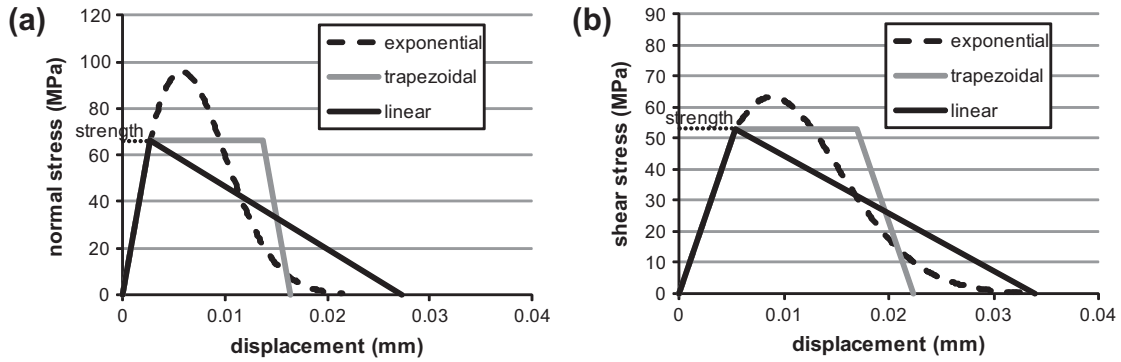 (a)
normal stress (MPa)
120
100
80
60
40
20
0
strength
exponential
trapezoidal
linear
0 0.01 0.02 0.03 0.04
displacement (mm)
(b)
shear stress (MPa)
90
80
70
60
50
40
30
20
10
0
strength
exponential
trapezoidal
linear
0 0.01 0.02 0.03 0.04
displacement (mm)